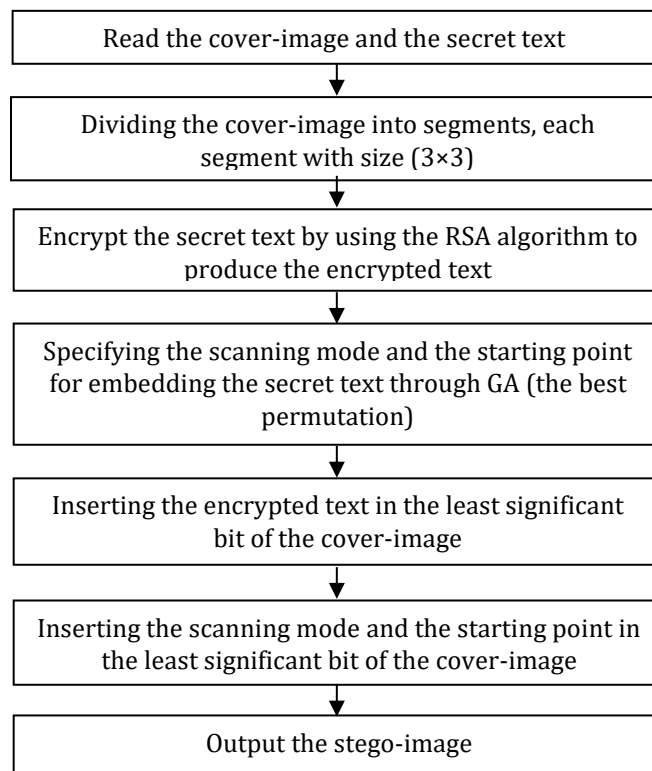 Read the cover-image and the secret text
Dividing the cover-image into segments, each
segment with size (3×3)
Encrypt the secret text by using the RSA algorithm to
produce the encrypted text
Specifying the scanning mode and the starting point
for embedding the secret text through GA (the best
permutation)
Inserting the encrypted text in the least significant
bit of the cover-image
Inserting the scanning mode and the starting point in
the least significant bit of the cover-image
Output the stego-image